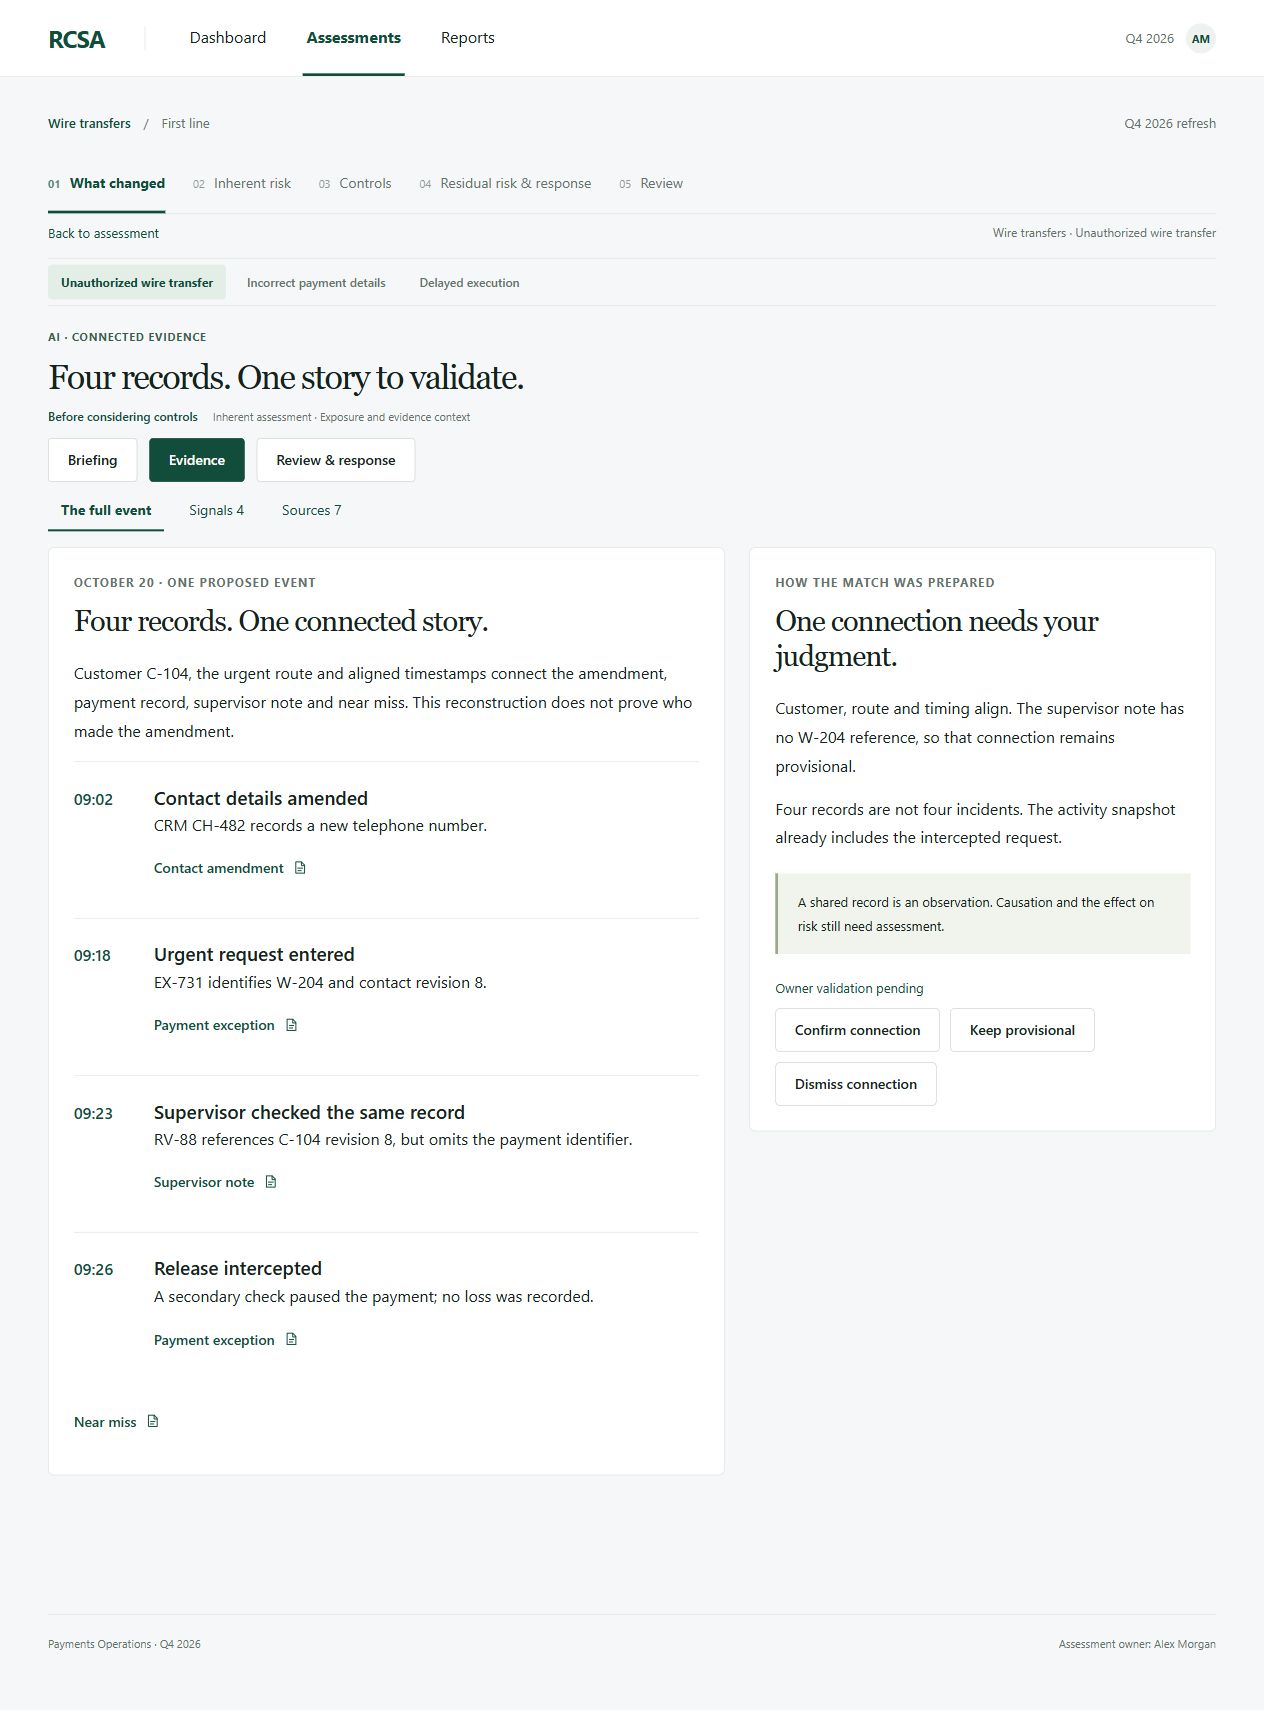 RCSA
Dashboard
Assessments
Reports
Q4 2026
AM
Wire transfers / First line
Q4 2026 refresh
01 What changed
02 Inherent risk
03 Controls
04 Residual risk & response
05 Review
Back to assessment
Wire transfers · Unauthorized wire transfer
Unauthorized wire transfer
Incorrect payment details
Delayed execution
AI · CONNECTED EVIDENCE
Four records. One story to validate.
Before considering controls
Inherent assessment · Exposure and evidence context
Briefing
Evidence
Review & response
The full event
Signals 4
Sources 7
OCTOBER 20 · ONE PROPOSED EVENT
Four records. One connected story.
Customer C-104, the urgent route and aligned timestamps connect the amendment,
payment record, supervisor note and near miss. This reconstruction does not prove who
made the amendment.
09:02
Contact details amended
CRM CH-482 records a new telephone number.
Contact amendment
09:18
Urgent request entered
EX-731 identifies W-204 and contact revision 8.
Payment exception
09:23
Supervisor checked the same record
RV-88 references C-104 revision 8, but omits the payment identifier.
Supervisor note
09:26
Release intercepted
A secondary check paused the payment; no loss was recorded.
Payment exception
Near miss
HOW THE MATCH WAS PREPARED
One connection needs your
judgment.
Customer, route and timing align. The supervisor note has
no W-204 reference, so that connection remains
provisional.
Four records are not four incidents. The activity snapshot
already includes the intercepted request.
A shared record is an observation. Causation and the effect on
risk still need assessment.
Owner validation pending
Confirm connection
Keep provisional
Dismiss connection
Payments Operations · Q4 2026
Assessment owner: Alex Morgan